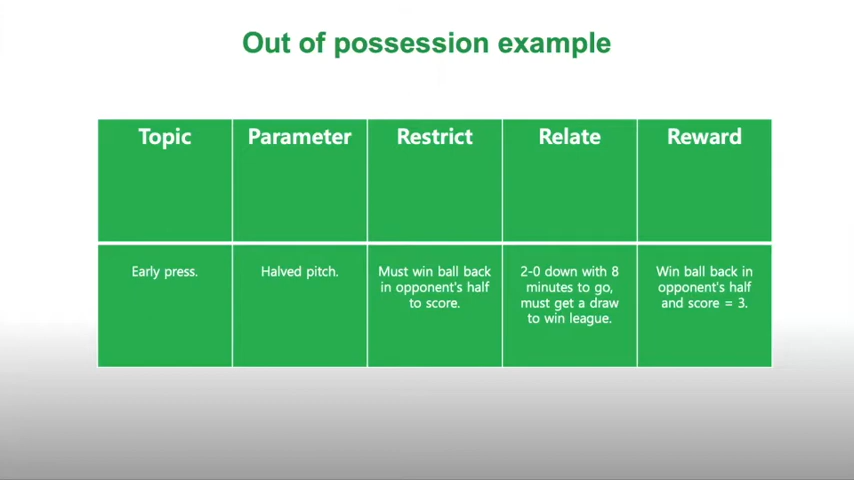 Out of possession example
Topic
Parameter
Restrict
Relate
Reward
Early press.
Halved pitch.
Must win ball back
in opponent's half
to score.
2-0 down with 8
minutes to go,
must get a draw
to win league.
Win ball back in
opponent's half
and score = 3.